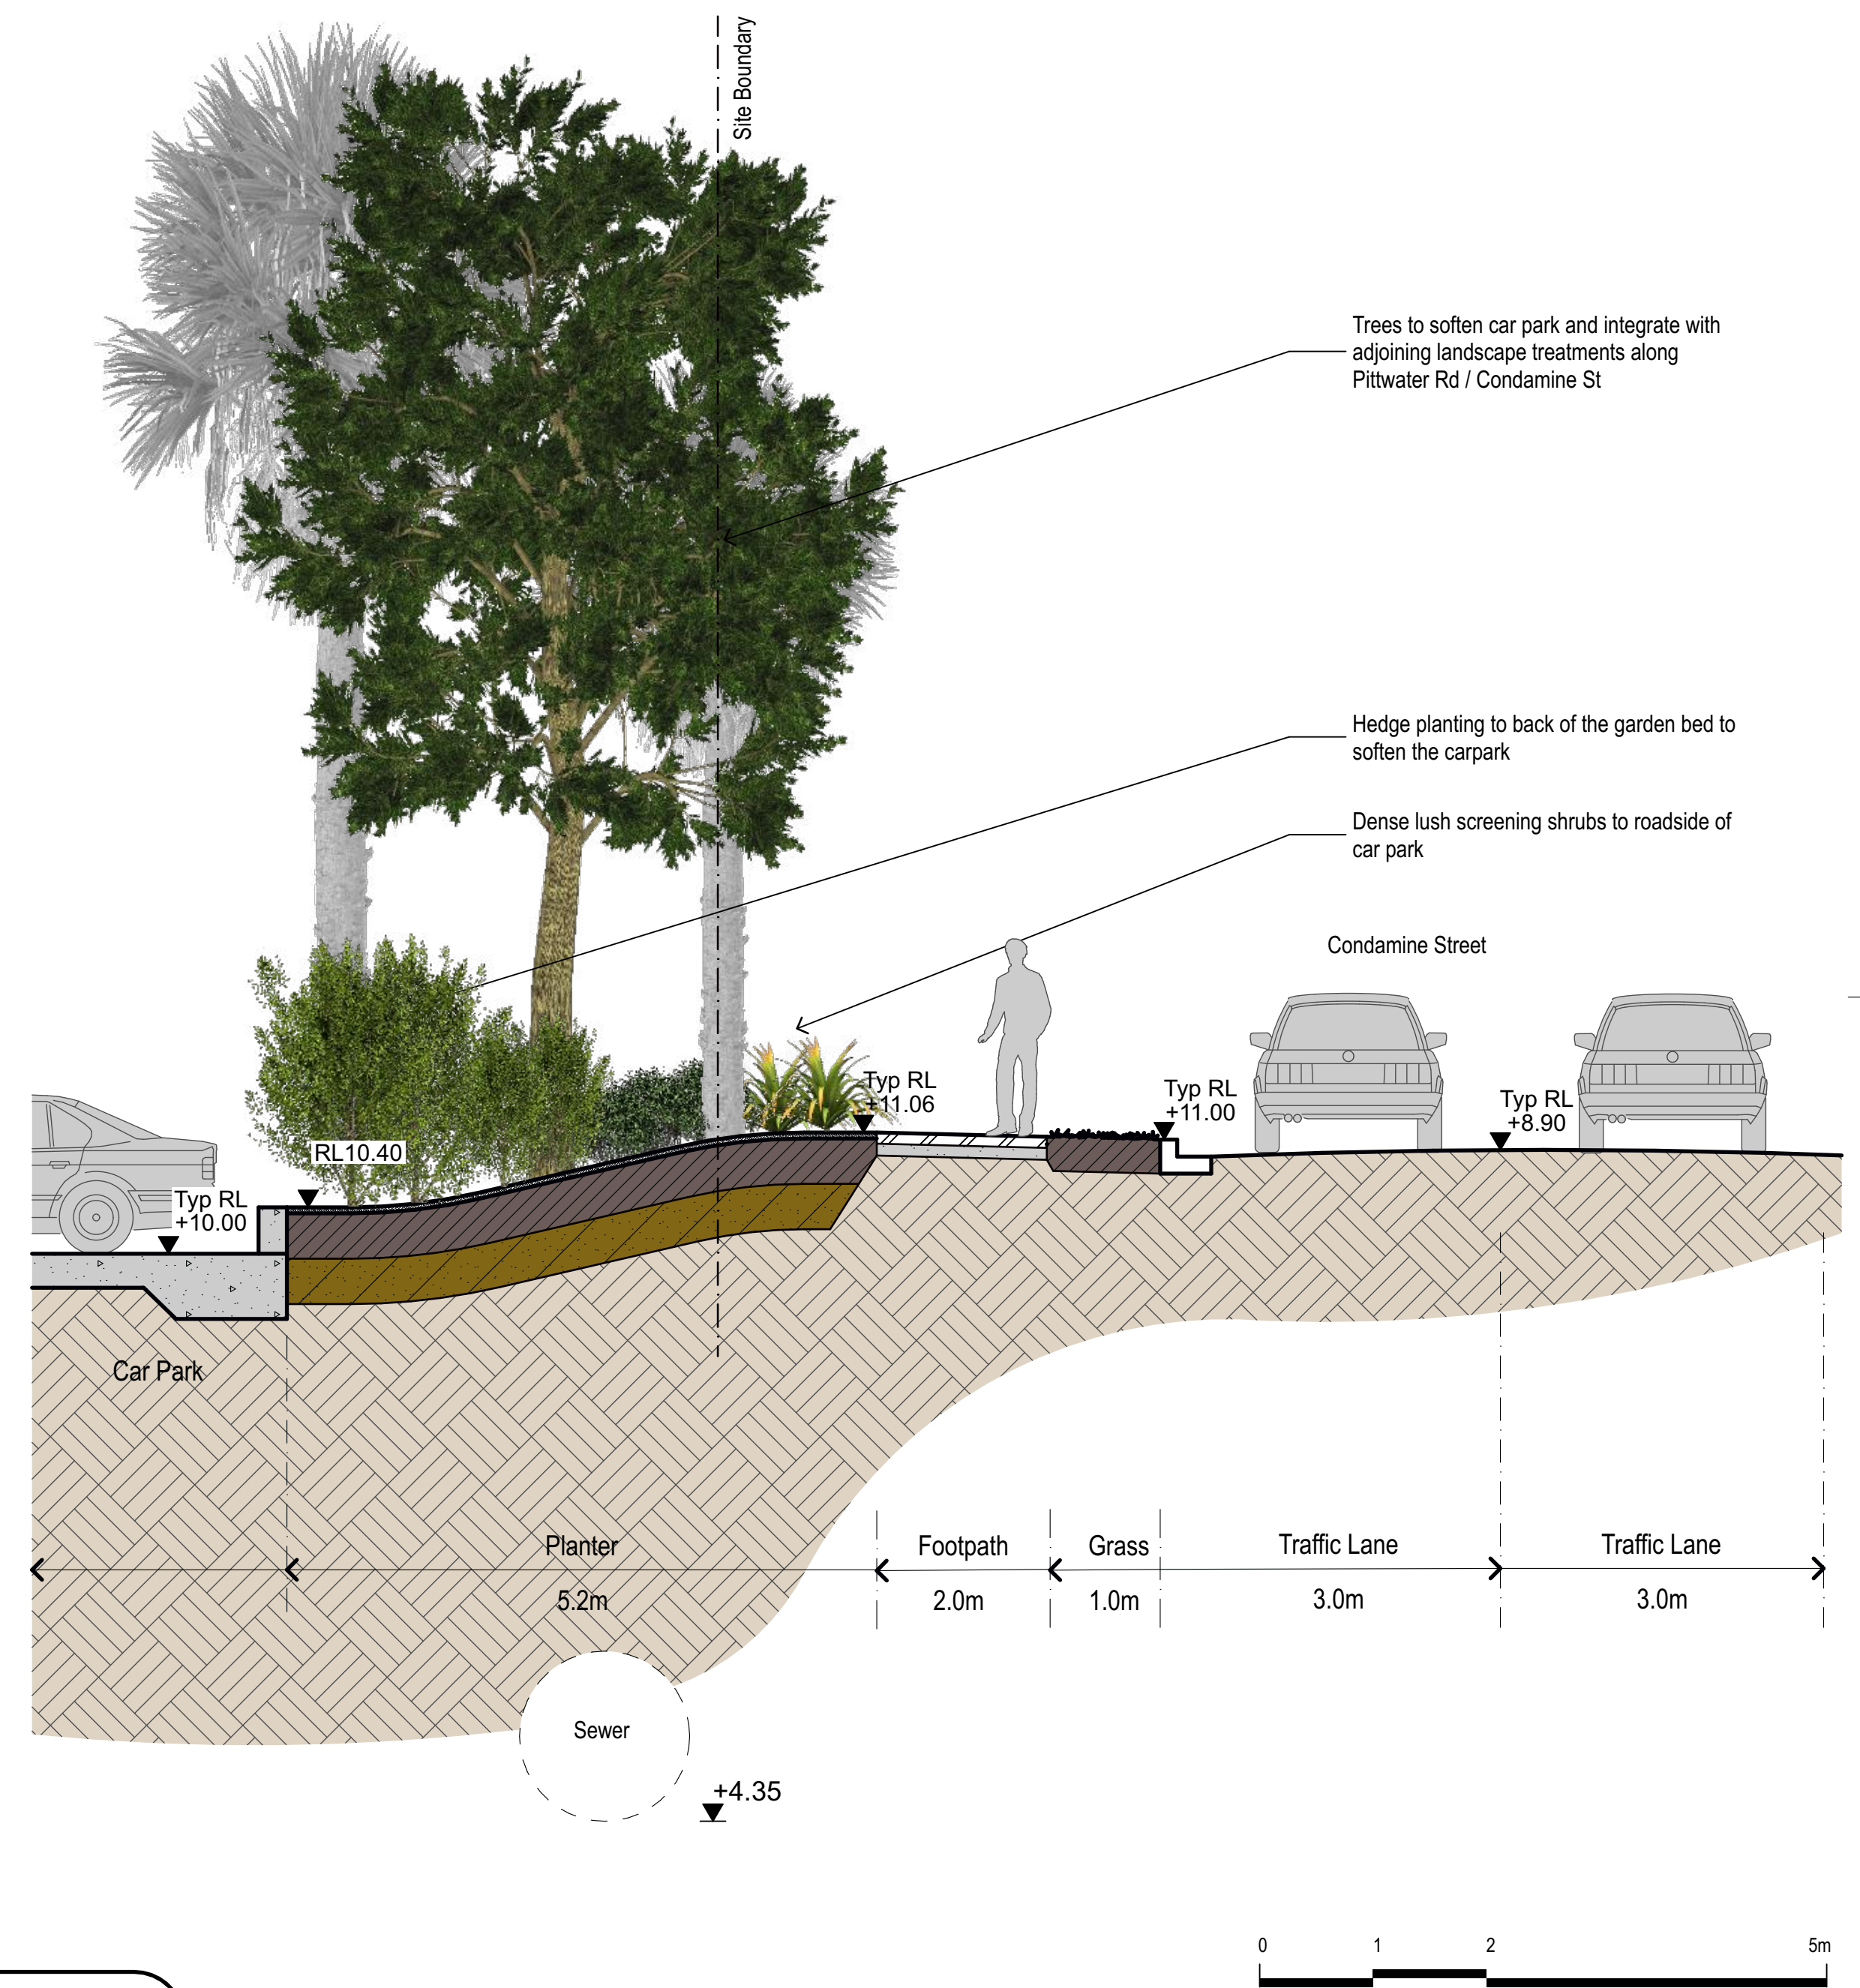 Site Boundary
Trees to soften car park and integrate with
adjoining landscape treatments along
Pittwater Rd / Condamine St
Hedge planting to back of the garden bed to
soften the carpark
Dense lush screening shrubs to roadside of
car park
Condamine Street
Typ RL
+11.06
Typ RL
+11.00
Typ RL
+8.90
RL10.40
Typ RL
+10.00
Car Park
Planter
Footpath
Grass
Traffic Lane
Traffic Lane
5.2m
2.0m
1.0m
3.0m
3.0m
Sewer
+4.35
0 1 2 5m